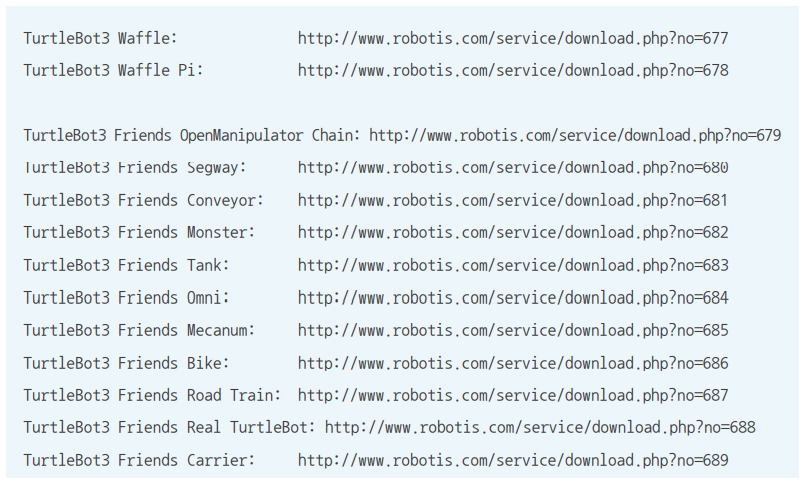 TurtleBot3 Waffle: http://www.robotis.com/service/download.php?no=677
TurtleBot3 Waffle Pi: http://www.robotis.com/service/download.php?no=678
TurtleBot3 Friends OpenManipulator Chain: http://www.robotis.com/service/download.php?no=679
TurtleBot3 Friends Segway: http://www.robotis.com/service/download.php?no=680
TurtleBot3 Friends Conveyor: http://www.robotis.com/service/download.php?no=681
TurtleBot3 Friends Monster: http://www.robotis.com/service/download.php?no=682
TurtleBot3 Friends Tank: http://www.robotis.com/service/download.php?no=683
TurtleBot3 Friends Omni: http://www.robotis.com/service/download.php?no=684
TurtleBot3 Friends Mecanum: http://www.robotis.com/service/download.php?no=685
TurtleBot3 Friends Bike: http://www.robotis.com/service/download.php?no=686
TurtleBot3 Friends Road Train: http://www.robotis.com/service/download.php?no=687
TurtleBot3 Friends Real TurtleBot: http://www.robotis.com/service/download.php?no=688
TurtleBot3 Friends Carrier: http://www.robotis.com/service/download.php?no=689